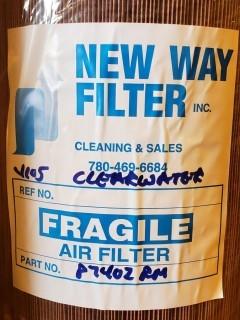 NEW WAY
FILTER INC.
CLEANING & SALES
780-469-6684
V105 CLEARWATER
REF NO.
FRAGILE
AIR FILTER
PART NO. P7402 RM